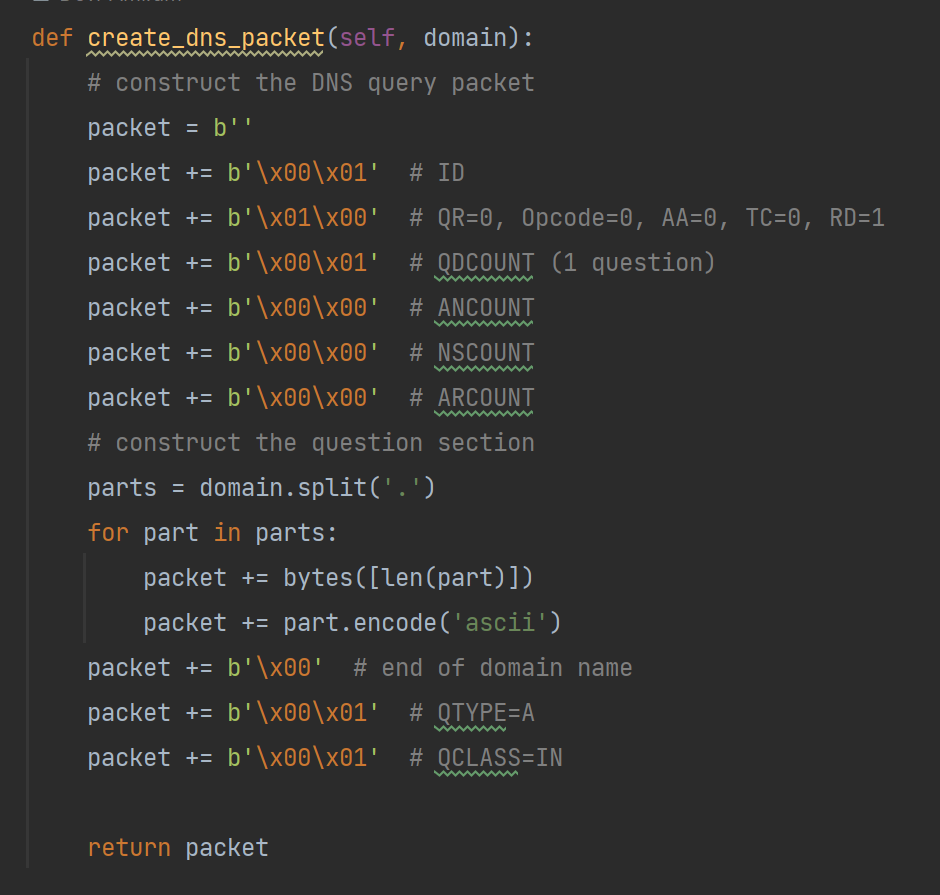 def create_dns_packet(self, domain):
    # construct the DNS query packet
    packet = b''
    packet += b'\x00\x01'  # ID
    packet += b'\x01\x00'  # QR=0, Opcode=0, AA=0, TC=0, RD=1
    packet += b'\x00\x01'  # QDCOUNT (1 question)
    packet += b'\x00\x00'  # ANCOUNT
    packet += b'\x00\x00'  # NSCOUNT
    packet += b'\x00\x00'  # ARCOUNT
    # construct the question section
    parts = domain.split('.')
    for part in parts:
        packet += bytes([len(part)])
        packet += part.encode('ascii')
    packet += b'\x00'  # end of domain name
    packet += b'\x00\x01'  # QTYPE=A
    packet += b'\x00\x01'  # QCLASS=IN
    return packet